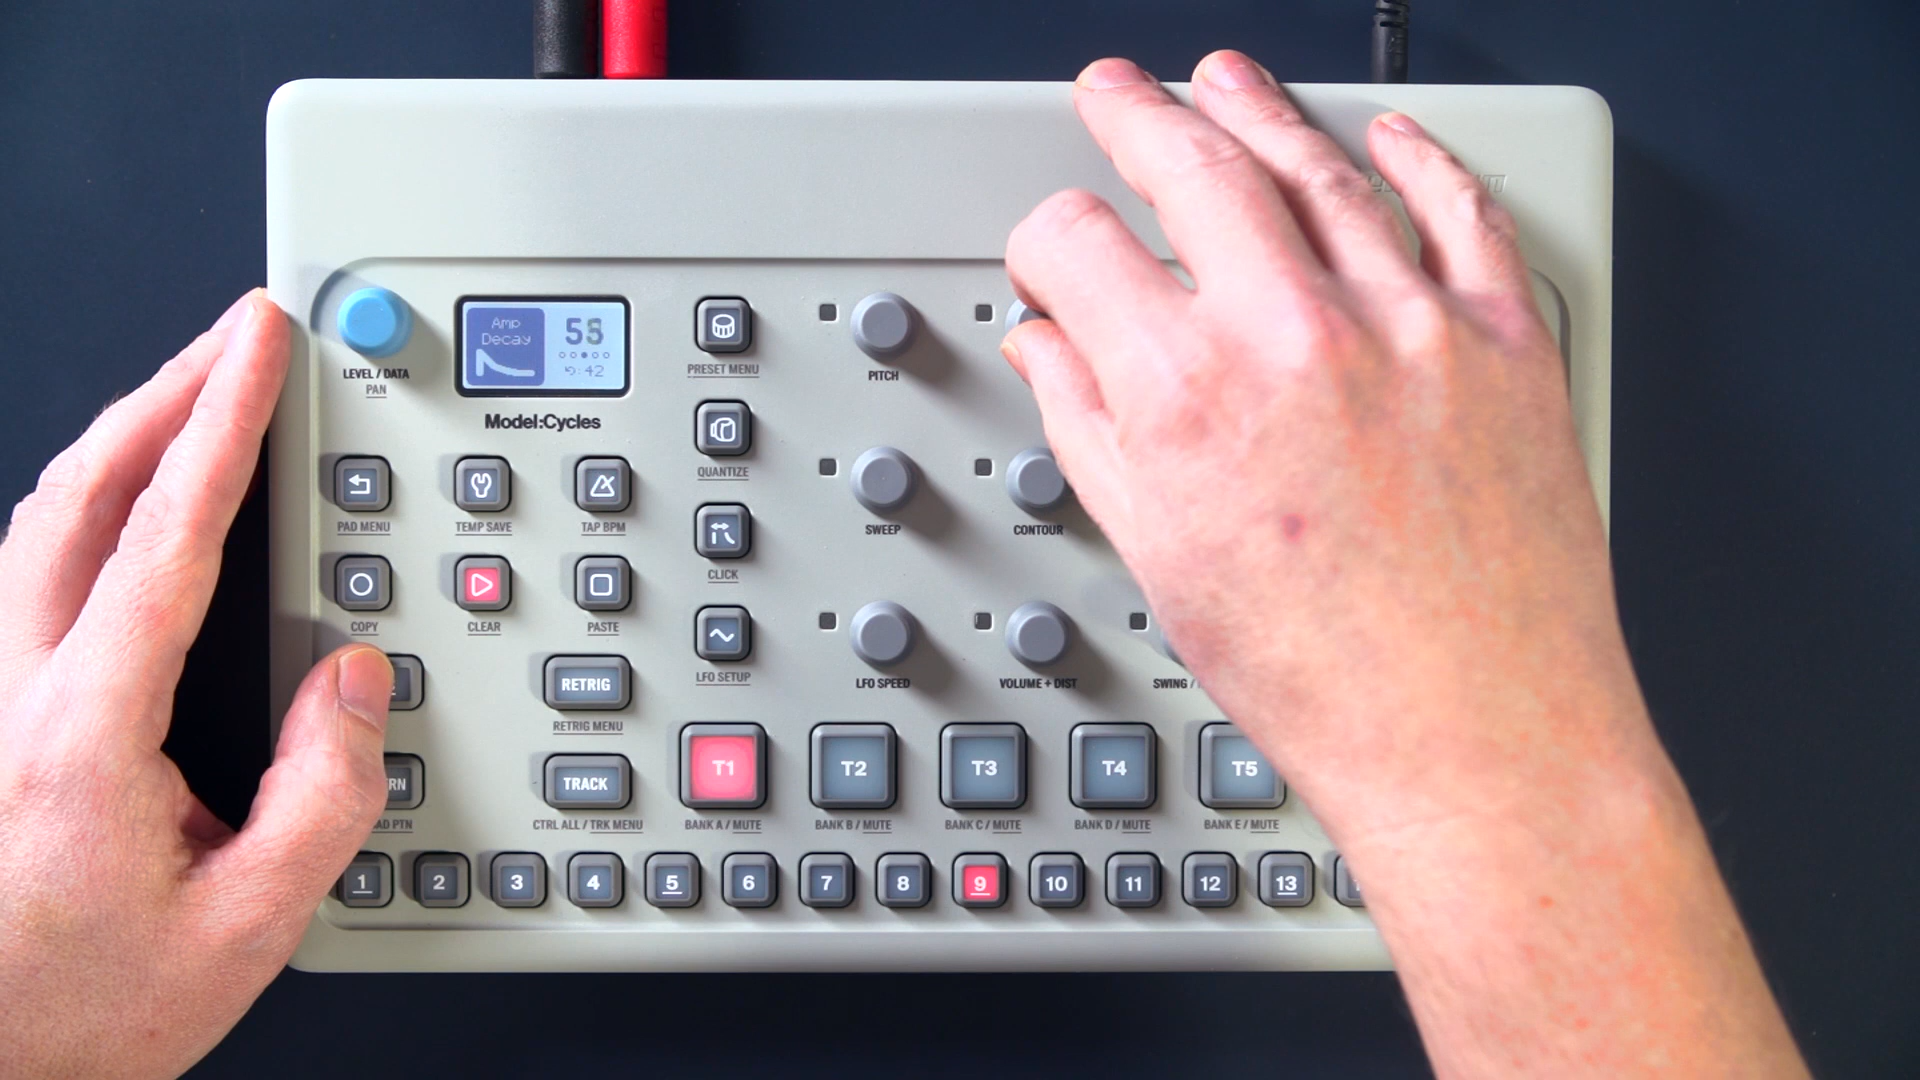 Amp
Decay
:42
LEVEL / DATA
PAN
Model:Cycles
PRESET MENU
PITCH
QUANTIZE
PAD MENU
TEMP SAVE
TAP BPM
SWEEP
CONTOUR
CLICK
COPY
CLEAR
PASTE
LFO SETUP
LFO SPEED
VOLUME + DIST
SWING /
RETRIG
RETRIG MENU
T1
T2
T3
T4
T5
TRACK
CTRL ALL / TRK MENU
BANK A / MUTE
BANK B / MUTE
BANK C / MUTE
BANK D / MUTE
BANK E / MUTE
1
2
3
4
5
6
7
8
9
10
11
12
13